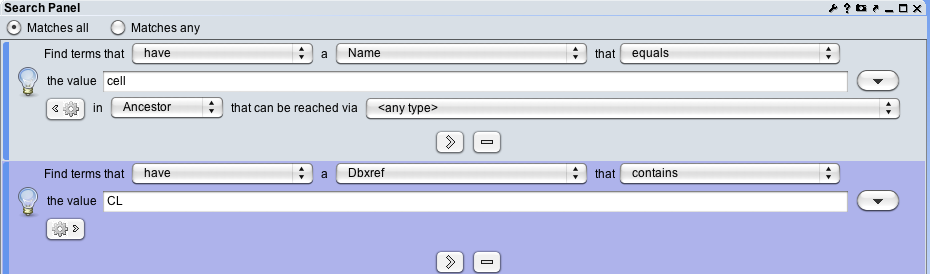 Search Panel
Matches all Matches any
Find terms that have a Name that equals
the value cell
in Ancestor that can be reached via <any type>
Find terms that have a Dbxref that contains
the value CL